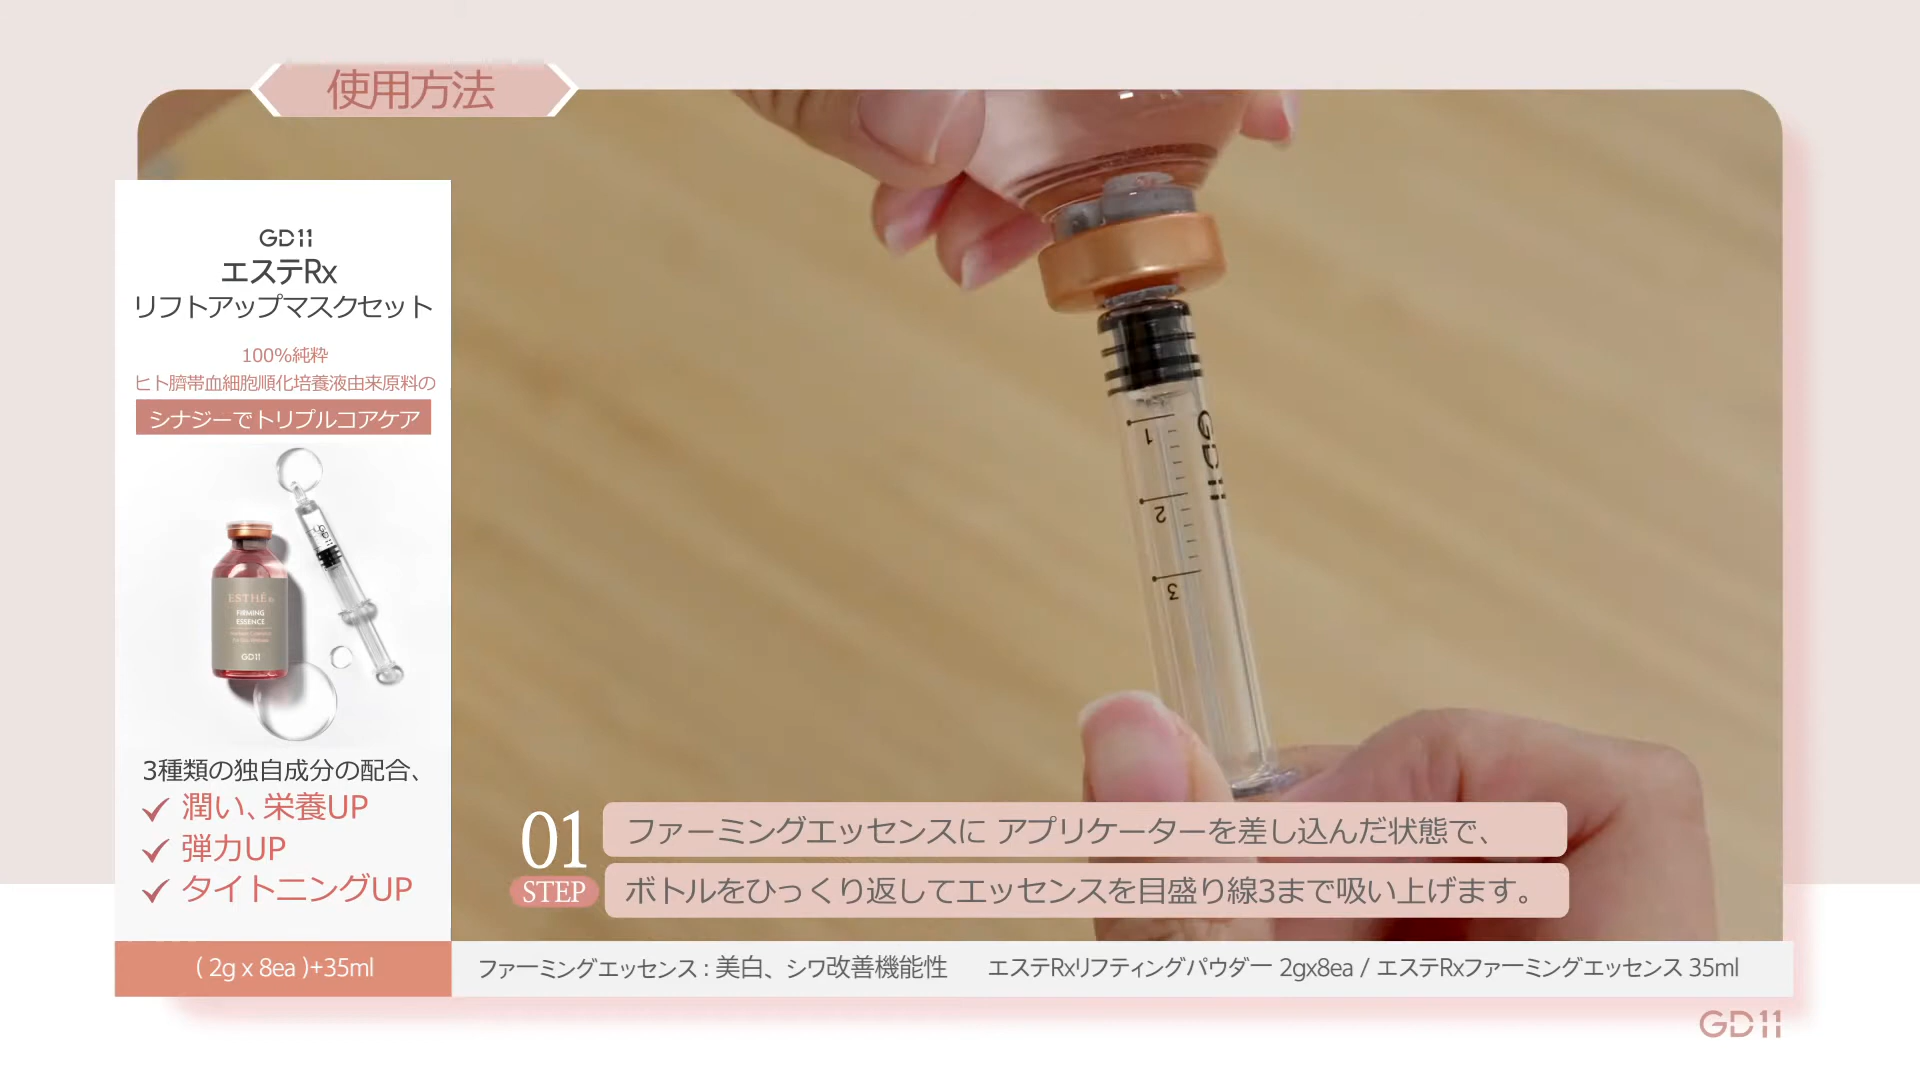 使用方法
GD11
エステRx
リフトアップマスクセット
100%純粋
ヒト臍帯血細胞順化培養液由来原料の
シナジーでトリプルコアケア
ESTHÉ Rx
FIRMING
ESSENCE
GD11
3種類の独自成分の配合、
潤い、栄養UP
弾力UP
タイトニングUP
( 2g x 8ea )+35ml
1
2
3
GD11
01
STEP
ファーミングエッセンスに アプリケーターを差し込んだ状態で、
ボトルをひっくり返してエッセンスを目盛り線3まで吸い上げます。
ファーミングエッセンス : 美白、シワ改善機能性
エステRxリフティングパウダー 2gx8ea / エステRxファーミングエッセンス 35ml
GD11